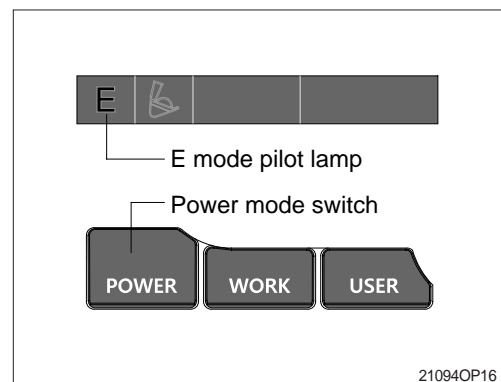 E
E mode pilot lamp
Power mode switch
POWER WORK USER
21094OP16